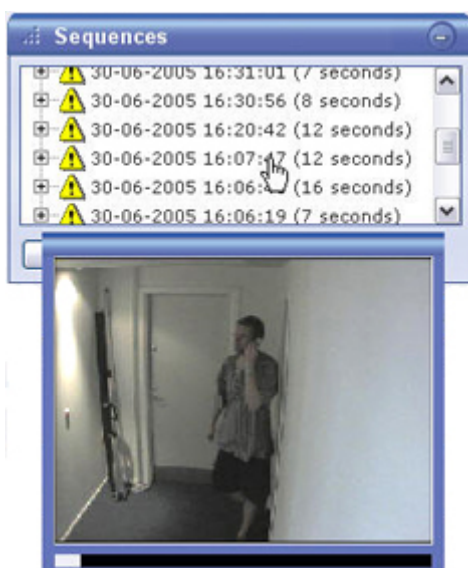 Sequences
30-06-2005 16:31:01 (7 seconds)
30-06-2005 16:30:56 (8 seconds)
30-06-2005 16:20:42 (12 seconds)
30-06-2005 16:07:47 (12 seconds)
30-06-2005 (16 seconds)
30-06-2005 16:06:19 (7 seconds)